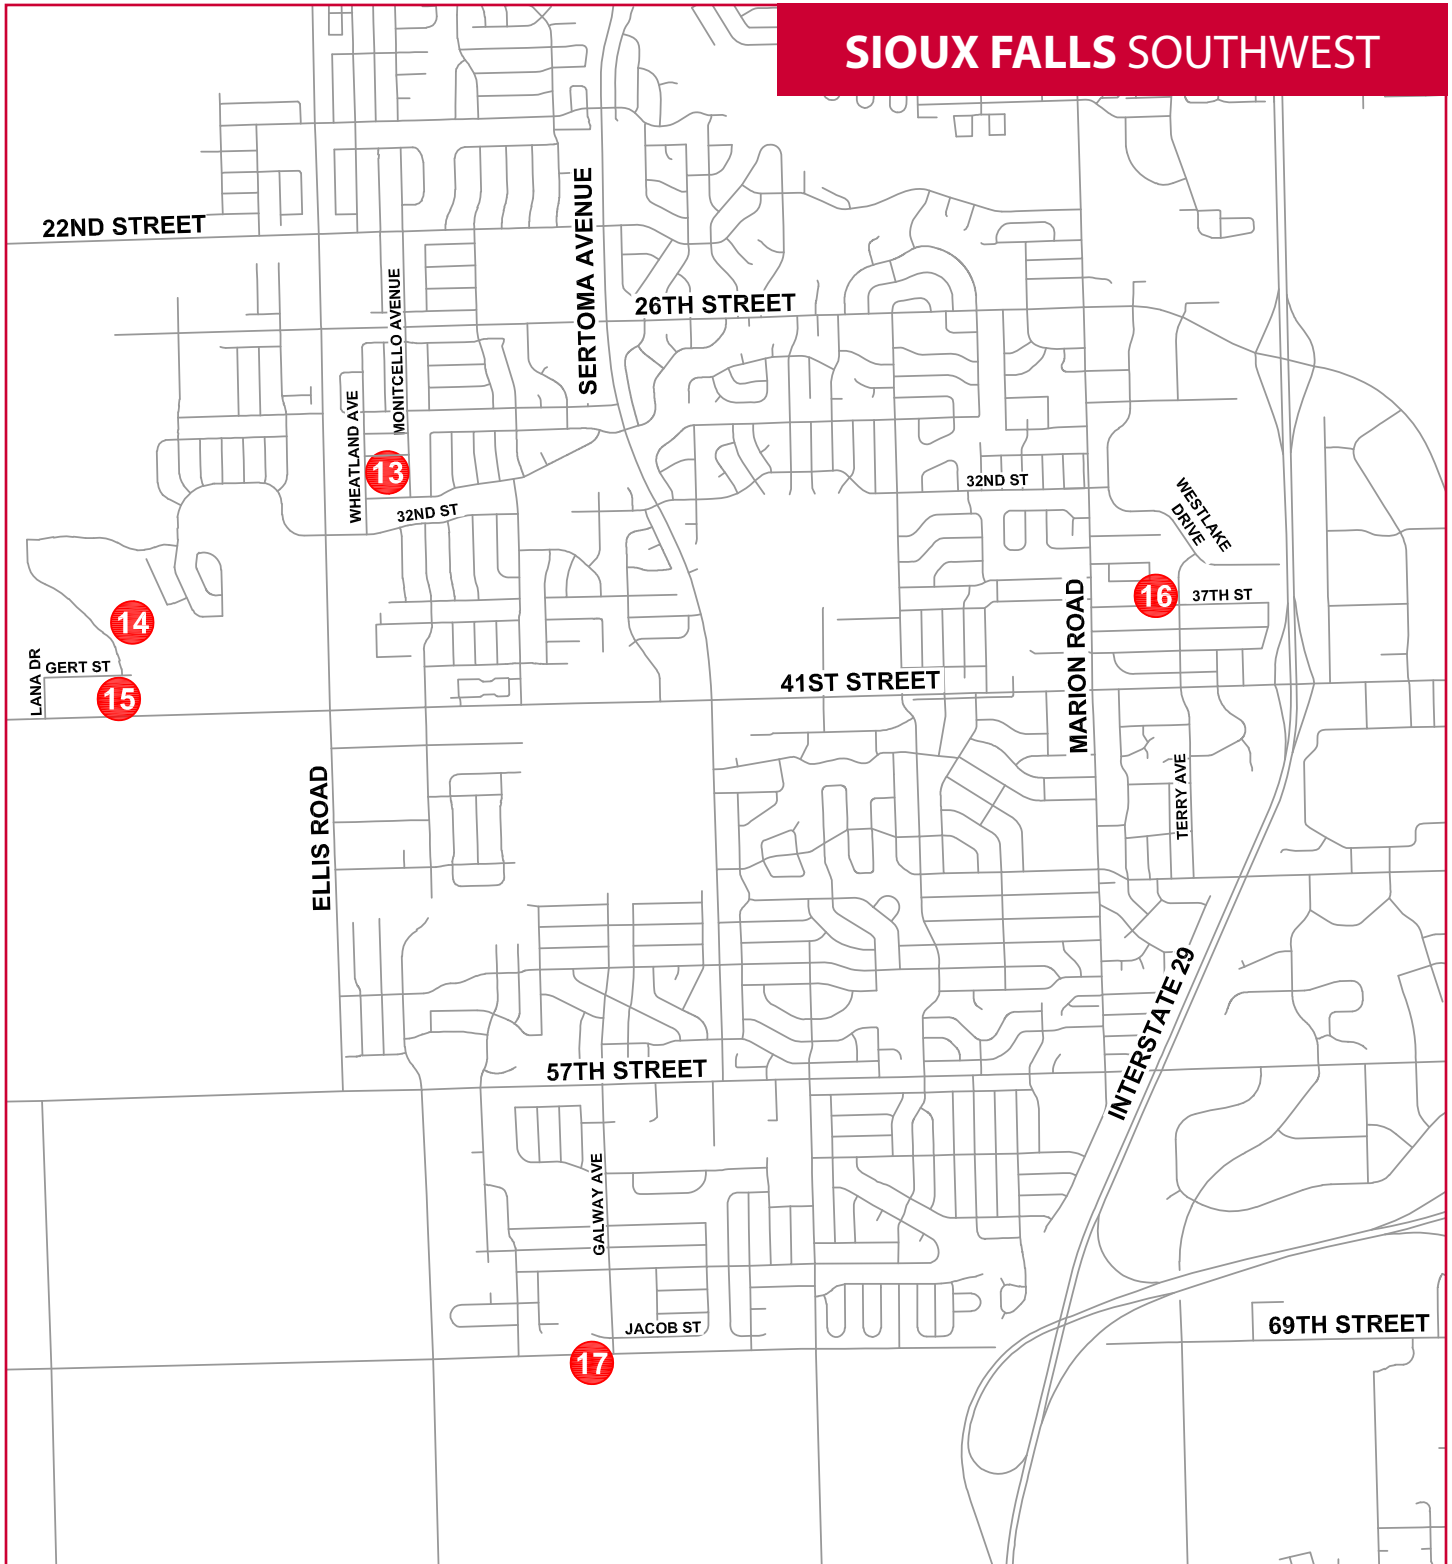 SIOUX FALLS SOUTHWEST
22ND STREET
SERTOMA AVENUE
26TH STREET
MONITCELLO AVENUE
WHEATLAND AVE
13
32ND ST
32ND ST
WESTLAKE
DRIVE
14
16
37TH ST
MARION ROAD
LANA DR
GERT ST
15
41ST STREET
ELLIS ROAD
TERRY AVE
INTERSTATE 29
57TH STREET
GALWAY AVE
JACOB ST
17
69TH STREET